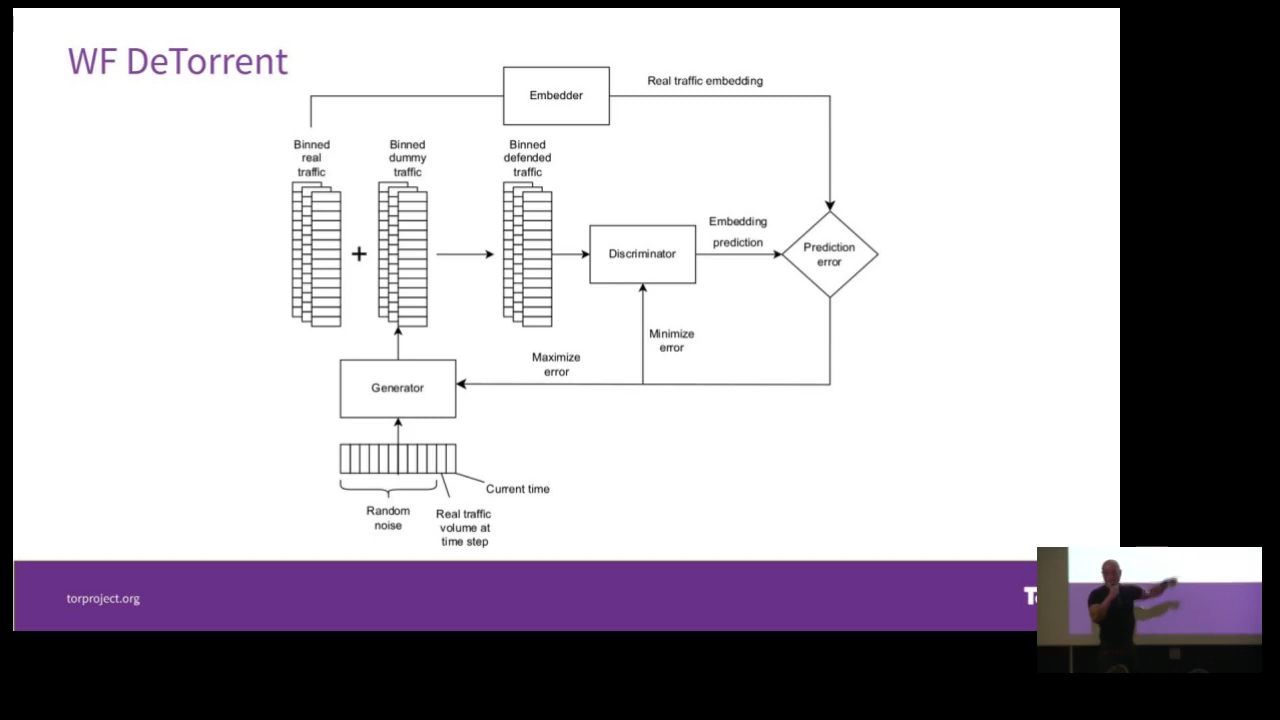 WF DeTorrent
Embedder
Real traffic embedding
Binned
real
traffic
Binned
dummy
traffic
Binned
defended
traffic
+
Discriminator
Embedding
prediction
Prediction
error
Minimize
error
Maximize
error
Generator
Current time
Random
noise
Real traffic
volume at
time step
torproject.org